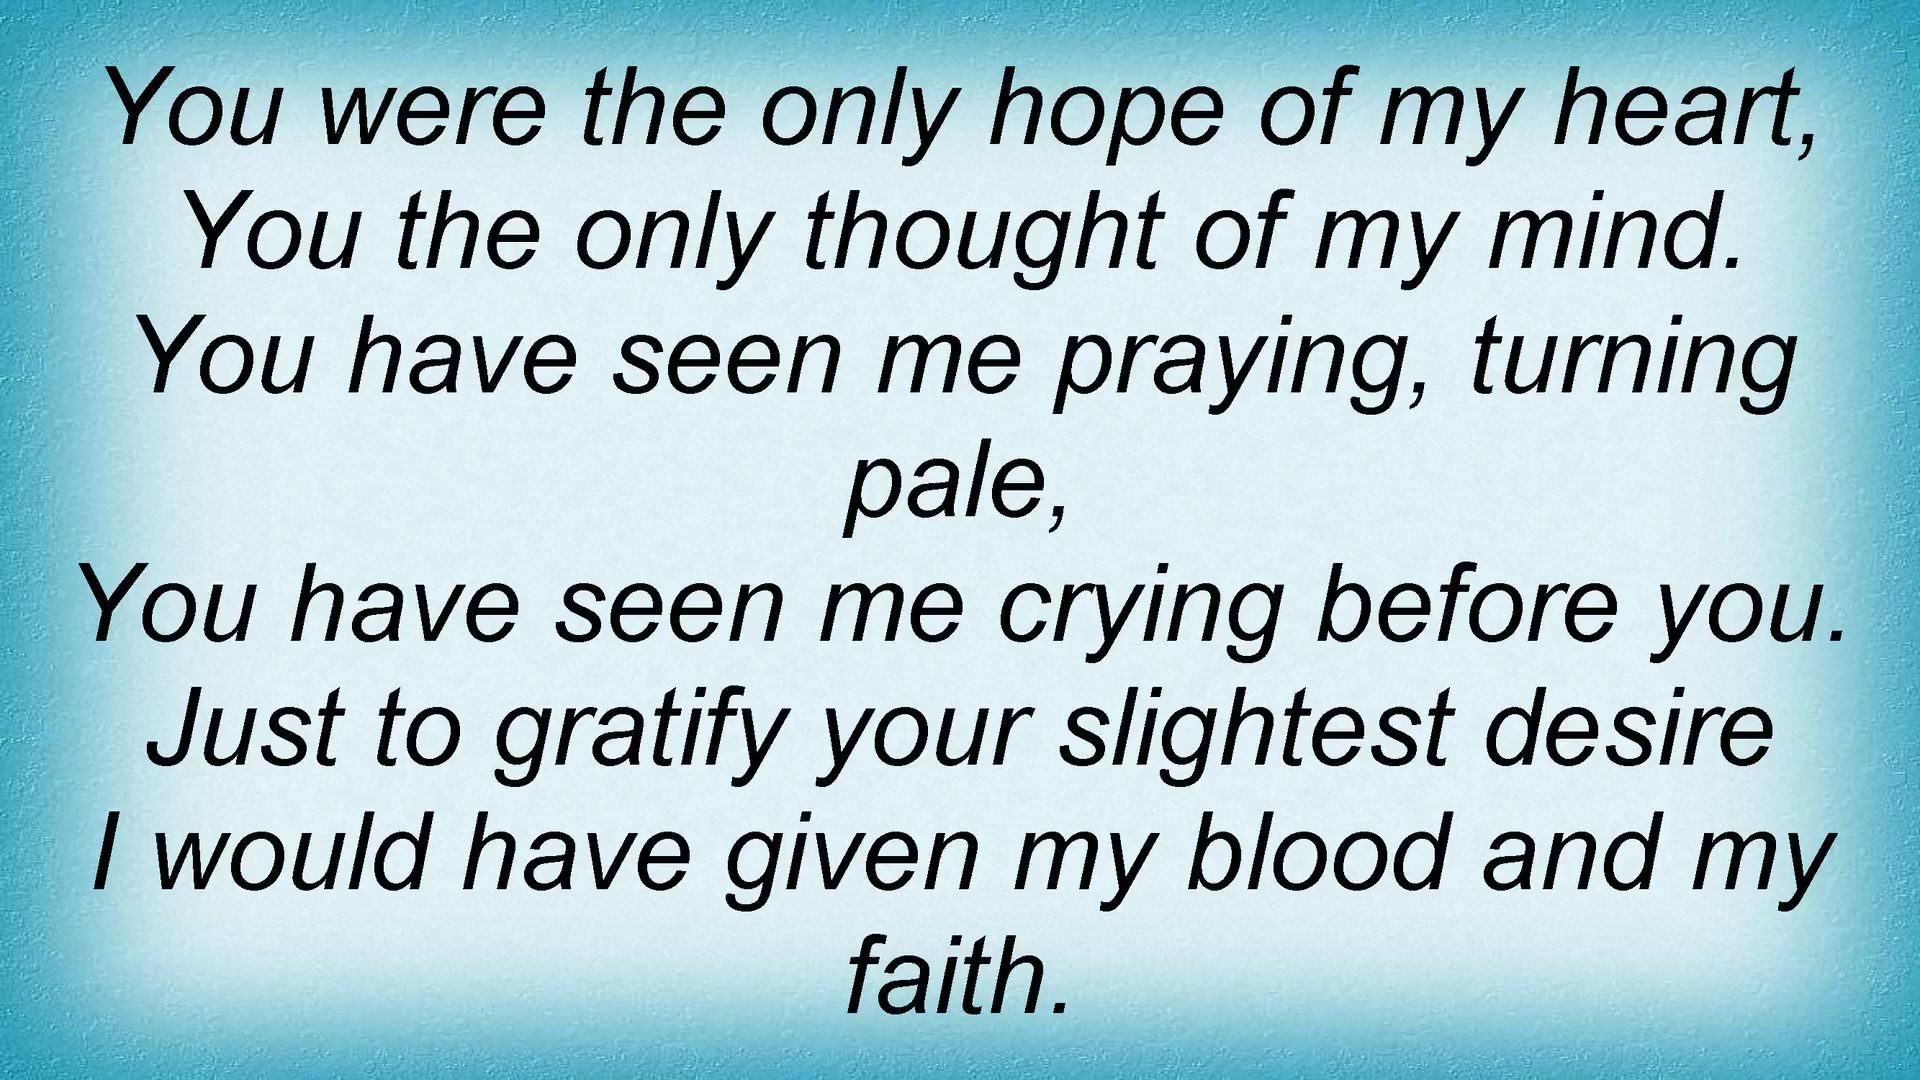 You were the only hope of my heart,
You the only thought of my mind.
You have seen me praying, turning
pale,
You have seen me crying before you.
Just to gratify your slightest desire
I would have given my blood and my
faith.